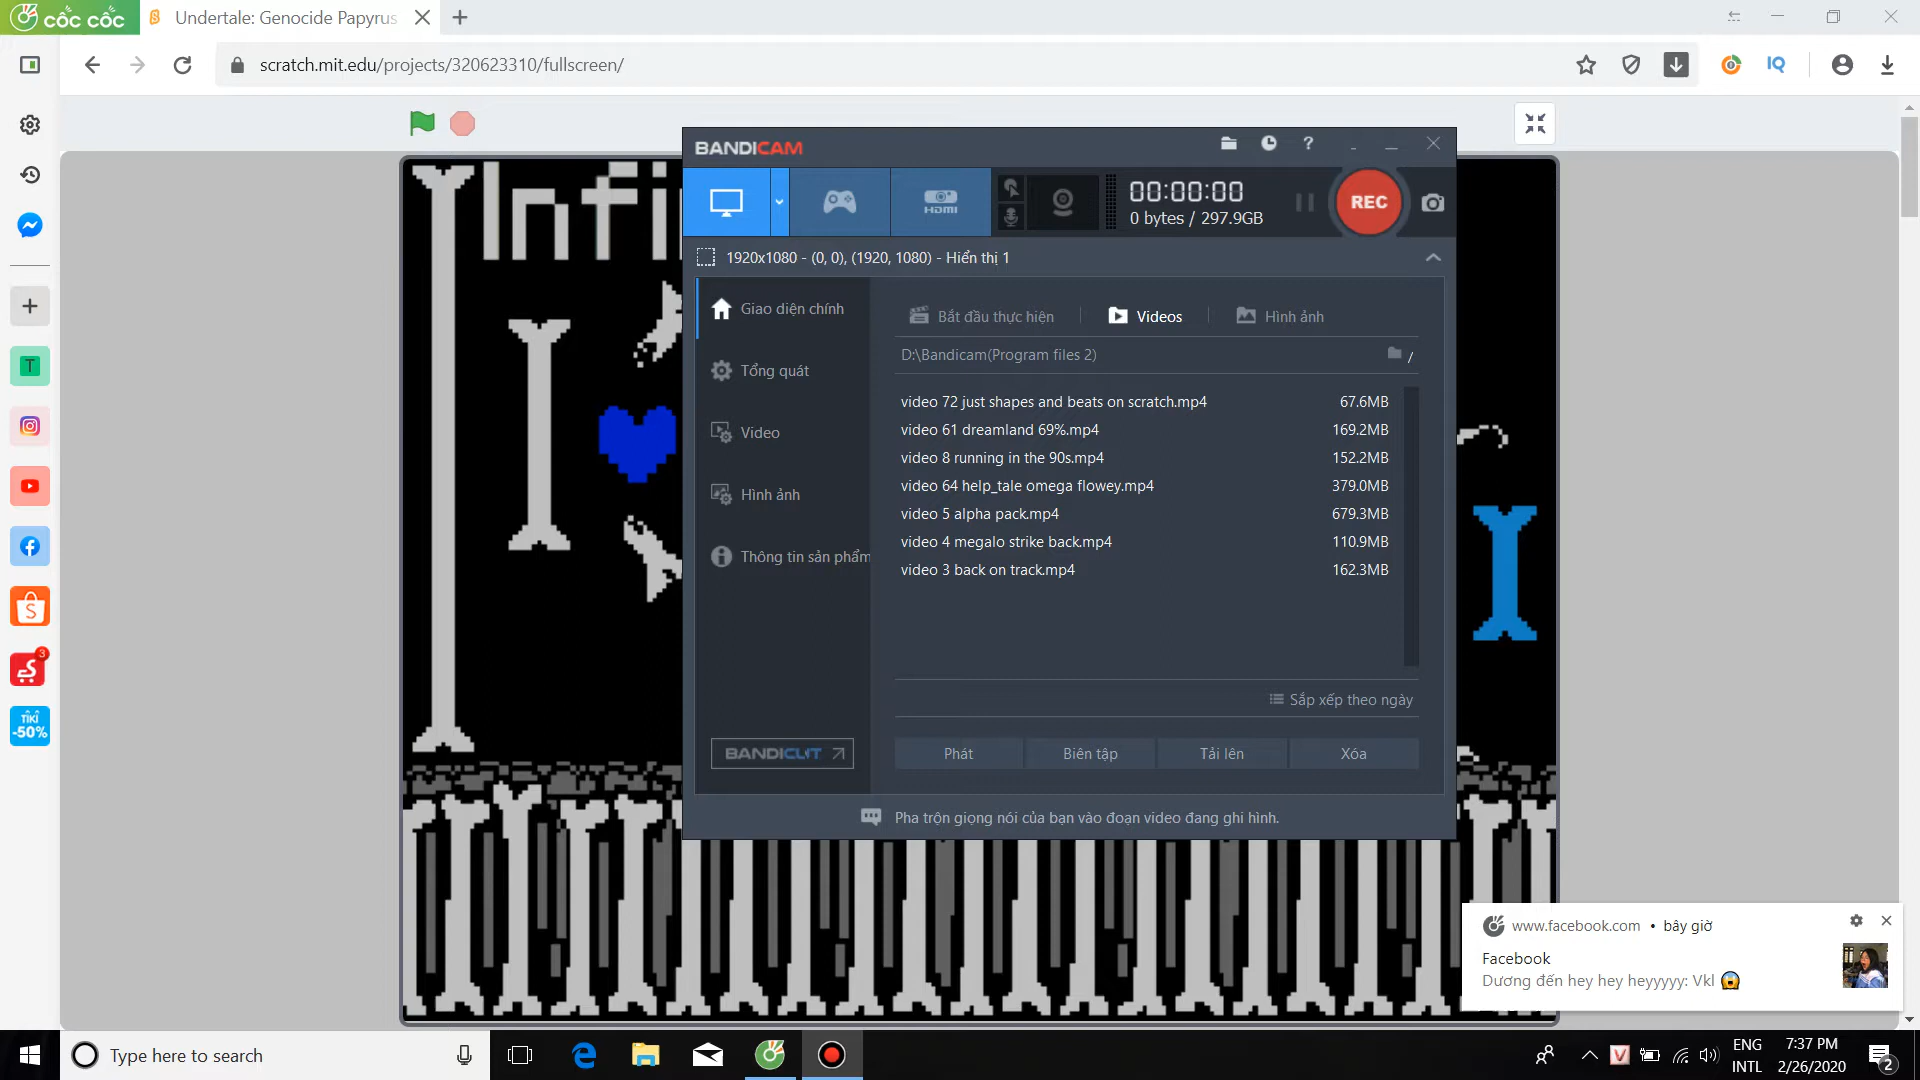 cốc cốc
Undertale: Genocide Papyrus
scratch.mit.edu/projects/320623310/fullscreen/
IQ
Infi
BANDICAM
?
HDMI
00:00:00
0 bytes / 297.9GB
REC
1920x1080 - (0, 0), (1920, 1080) - Hiển thị 1
Giao diện chính
Tổng quát
Video
Hình ảnh
Thông tin sản phẩm
BANDICUT
Bắt đầu thực hiện
Videos
Hình ảnh
D:\Bandicam(Program files 2)
video 72 just shapes and beats on scratch.mp4 67.6MB
video 61 dreamland 69%.mp4 169.2MB
video 8 running in the 90s.mp4 152.2MB
video 64 help_tale omega flowey.mp4 379.0MB
video 5 alpha pack.mp4 679.3MB
video 4 megalo strike back.mp4 110.9MB
video 3 back on track.mp4 162.3MB
Sắp xếp theo ngày
Phát
Biên tập
Tải lên
Xóa
Pha trộn giọng nói của bạn vào đoạn video đang ghi hình.
T
S
3
TIKI
-50%
www.facebook.com • bây giờ
Facebook
Dương đến hey hey heyyyyy: Vkl 😱
Type here to search
V
ENG
INTL
7:37 PM
2/26/2020
2